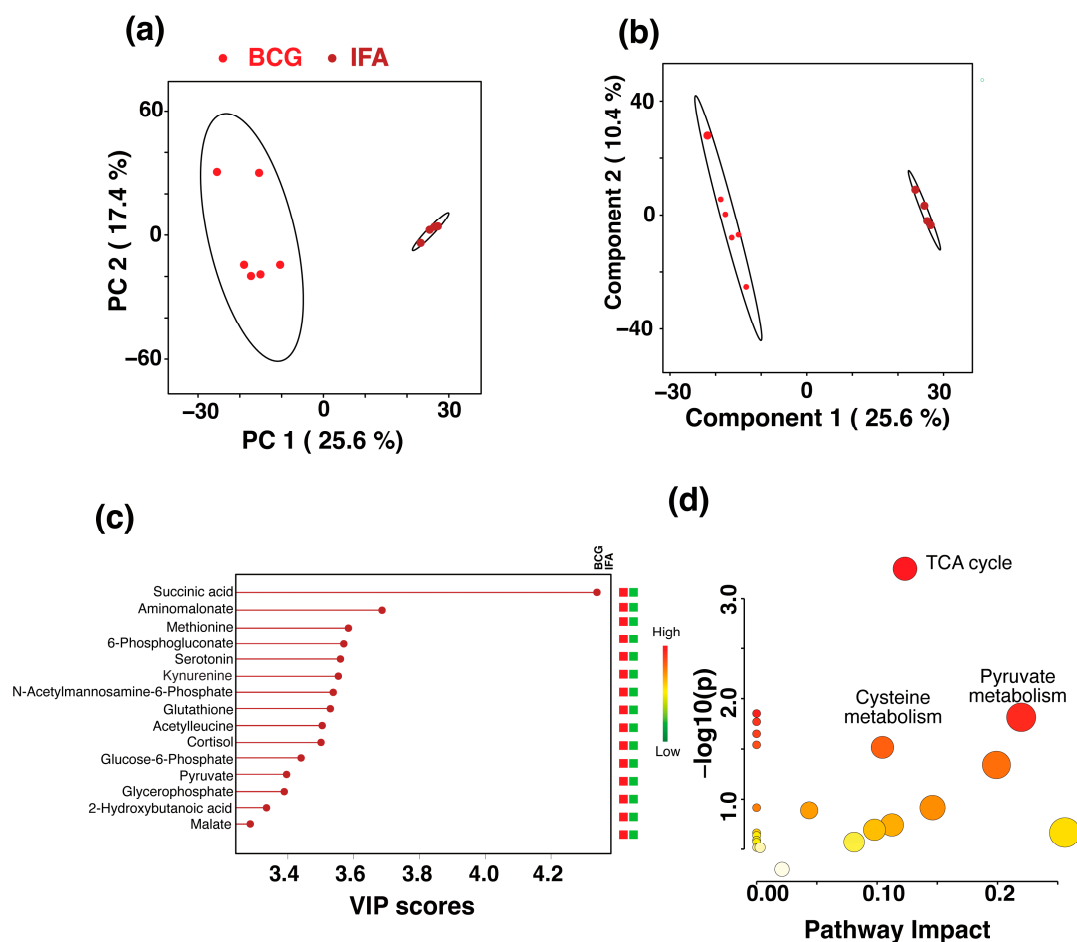 (a)
BCG
IFA
60
0
−60
PC 2 ( 17.4 %)
−30
0
30
PC 1 ( 25.6 %)
(b)
40
0
−40
Component 2 ( 10.4 %)
−30
0
30
Component 1 ( 25.6 %)
(c)
BCG
IFA
Succinic acid
Aminomalonate
Methionine
6-Phosphogluconate
Serotonin
Kynurenine
N-Acetylmannosamine-6-Phosphate
Glutathione
Acetylleucine
Cortisol
Glucose-6-Phosphate
Pyruvate
Glycerophosphate
2-Hydroxybutanoic acid
Malate
3.4
3.6
3.8
4.0
4.2
VIP scores
High
Low
(d)
TCA cycle
Pyruvate
metabolism
Cysteine
metabolism
3.0
2.0
1.0
−log10(p)
0.00
0.10
0.2
Pathway Impact